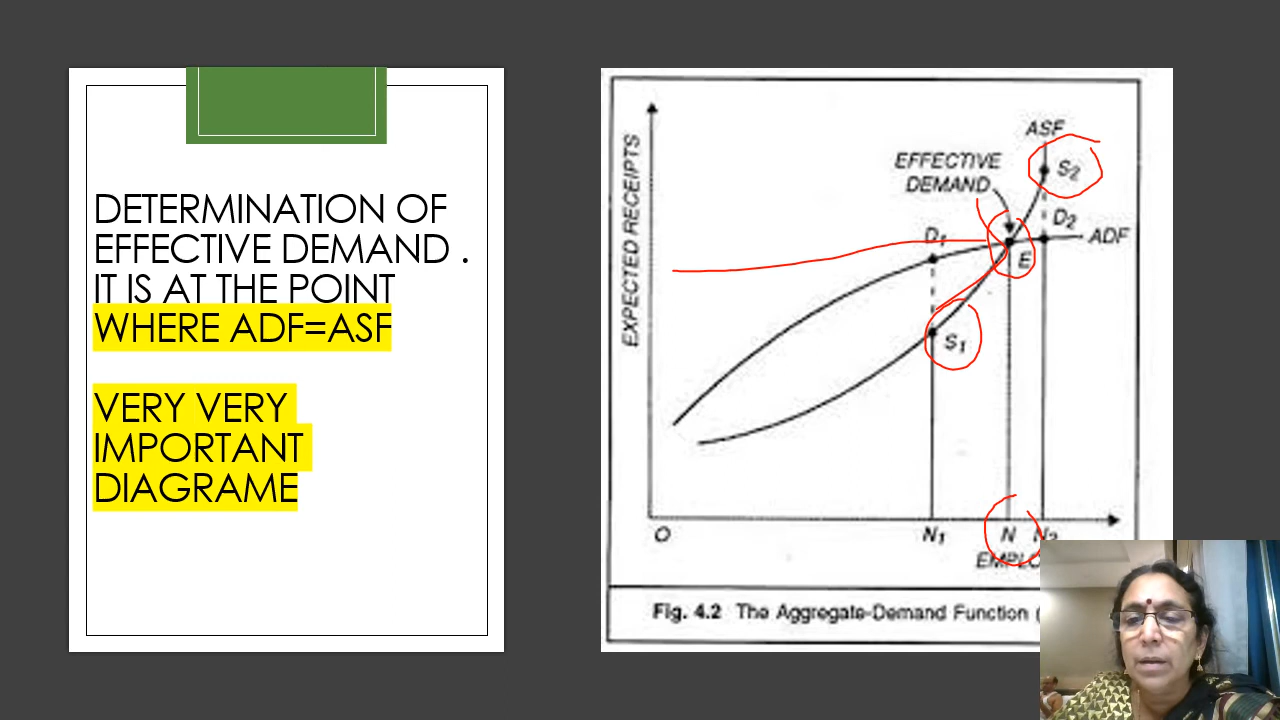 DETERMINATION OF
EFFECTIVE DEMAND .
IT IS AT THE POINT
WHERE ADF=ASF
VERY VERY
IMPORTANT
DIAGRAME
EXPECTED RECEIPTS
ASF
EFFECTIVE
DEMAND
S2
D2
D1
ADF
E
S1
O
N1
N
N2
Fig. 4.2 The Aggregate-Demand Function